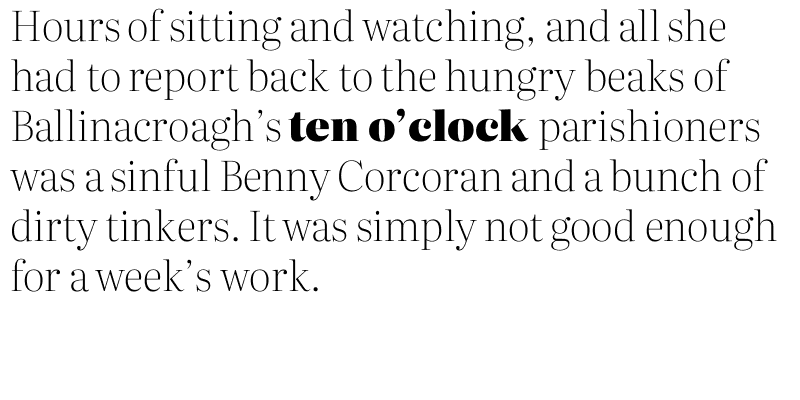 Hours of sitting and watching, and all she
had to report back to the hungry beaks of
Ballinacroagh’s ten o’clock parishioners
was a sinful Benny Corcoran and a bunch of
dirty tinkers. It was simply not good enough
for a week’s work.